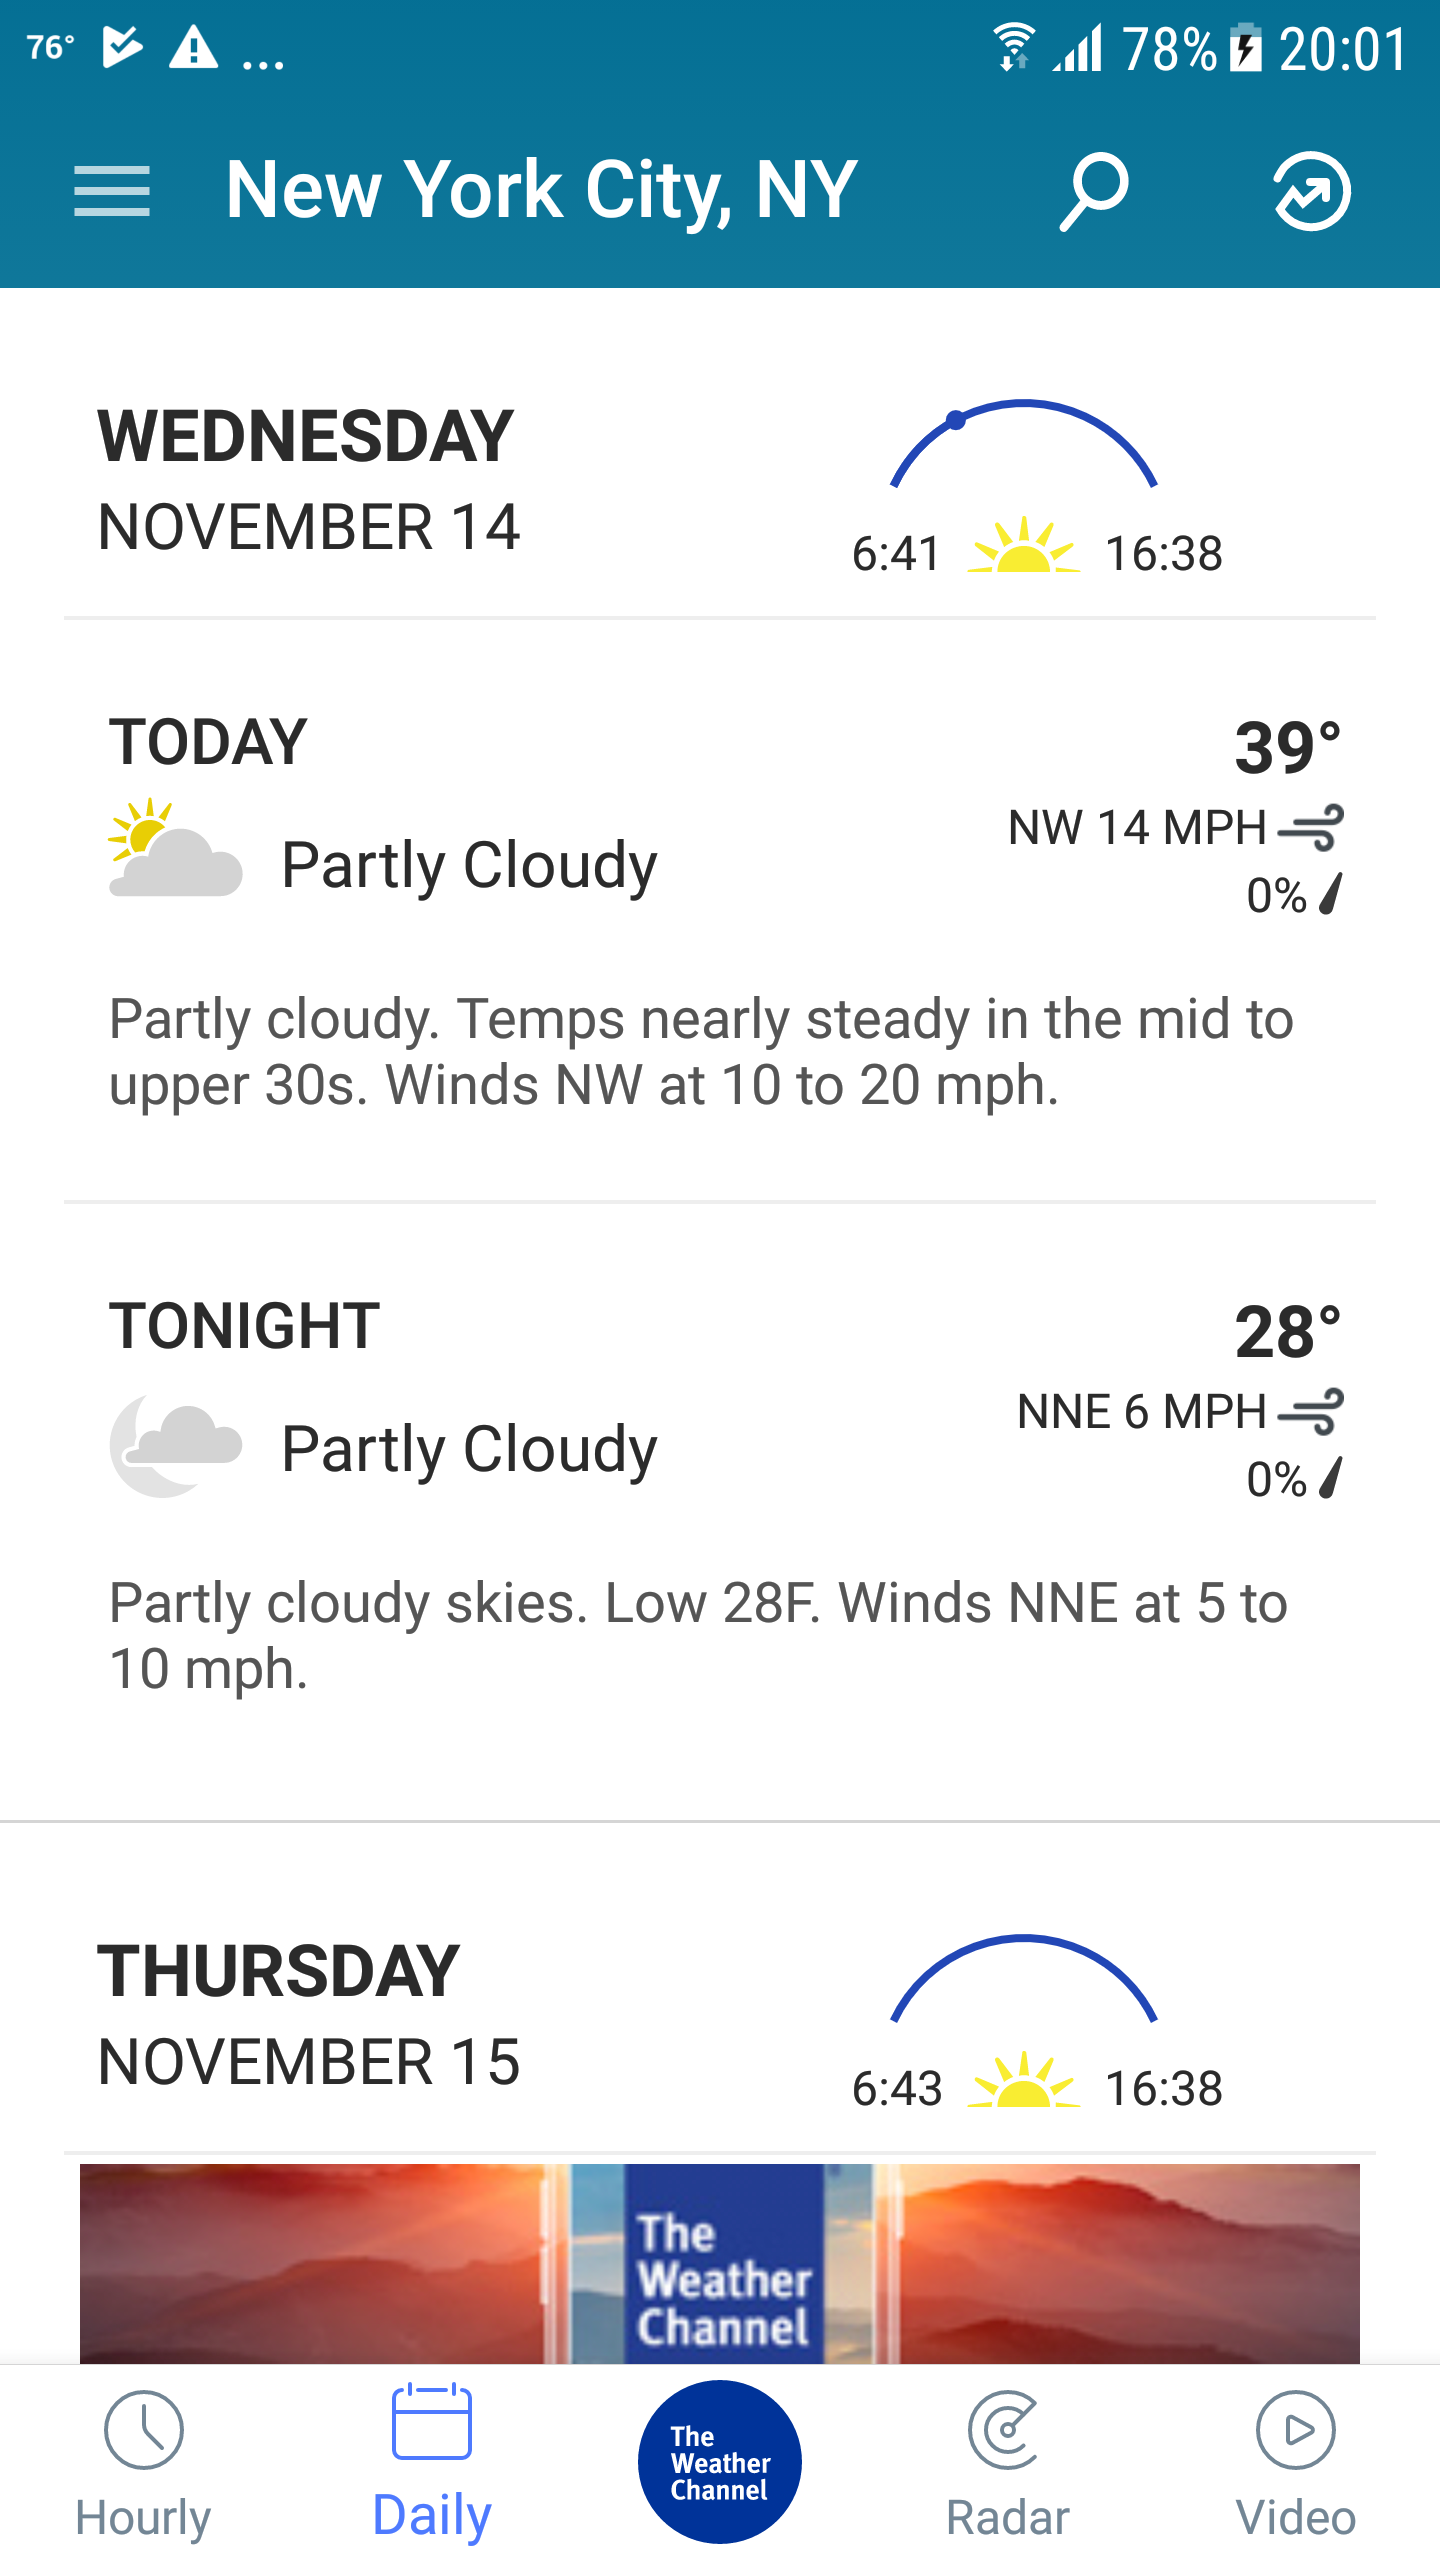 76° ... 78% 20:01
New York City, NY
WEDNESDAY
NOVEMBER 14
6:41 16:38
TODAY
39°
NW 14 MPH
Partly Cloudy
0%
Partly cloudy. Temps nearly steady in the mid to
upper 30s. Winds NW at 10 to 20 mph.
TONIGHT
28°
NNE 6 MPH
Partly Cloudy
0%
Partly cloudy skies. Low 28F. Winds NNE at 5 to
10 mph.
THURSDAY
NOVEMBER 15
6:43 16:38
The
Weather
Channel
Hourly
Daily
The
Weather
Channel
Radar
Video